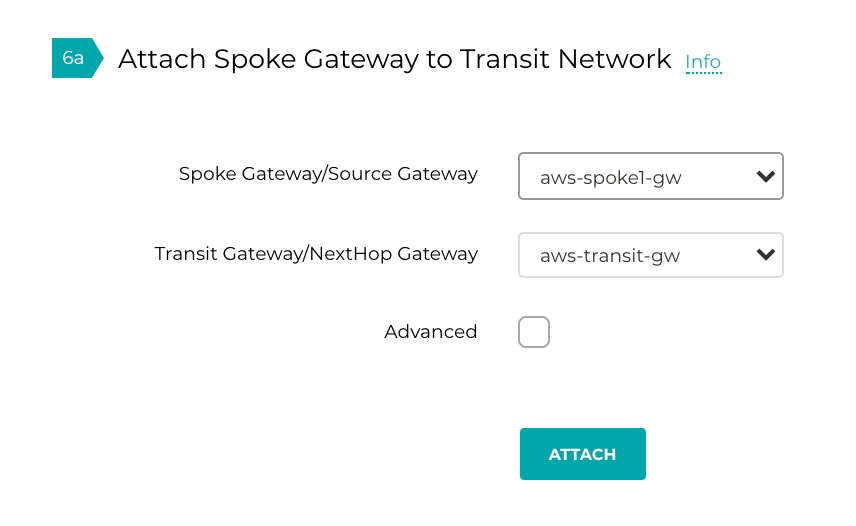 6a Attach Spoke Gateway to Transit Network Info
Spoke Gateway/Source Gateway aws-spoke1-gw
Transit Gateway/NextHop Gateway aws-transit-gw
Advanced
ATTACH